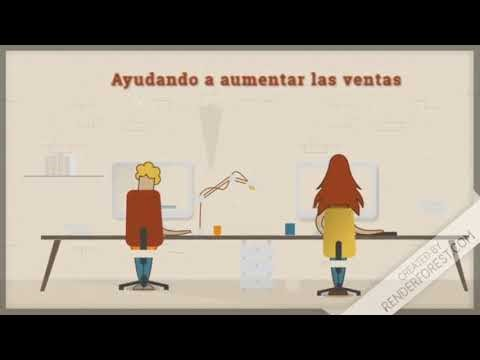 Ayudando a aumentar las ventas
CREATED BY
RENDERFOREST.COM